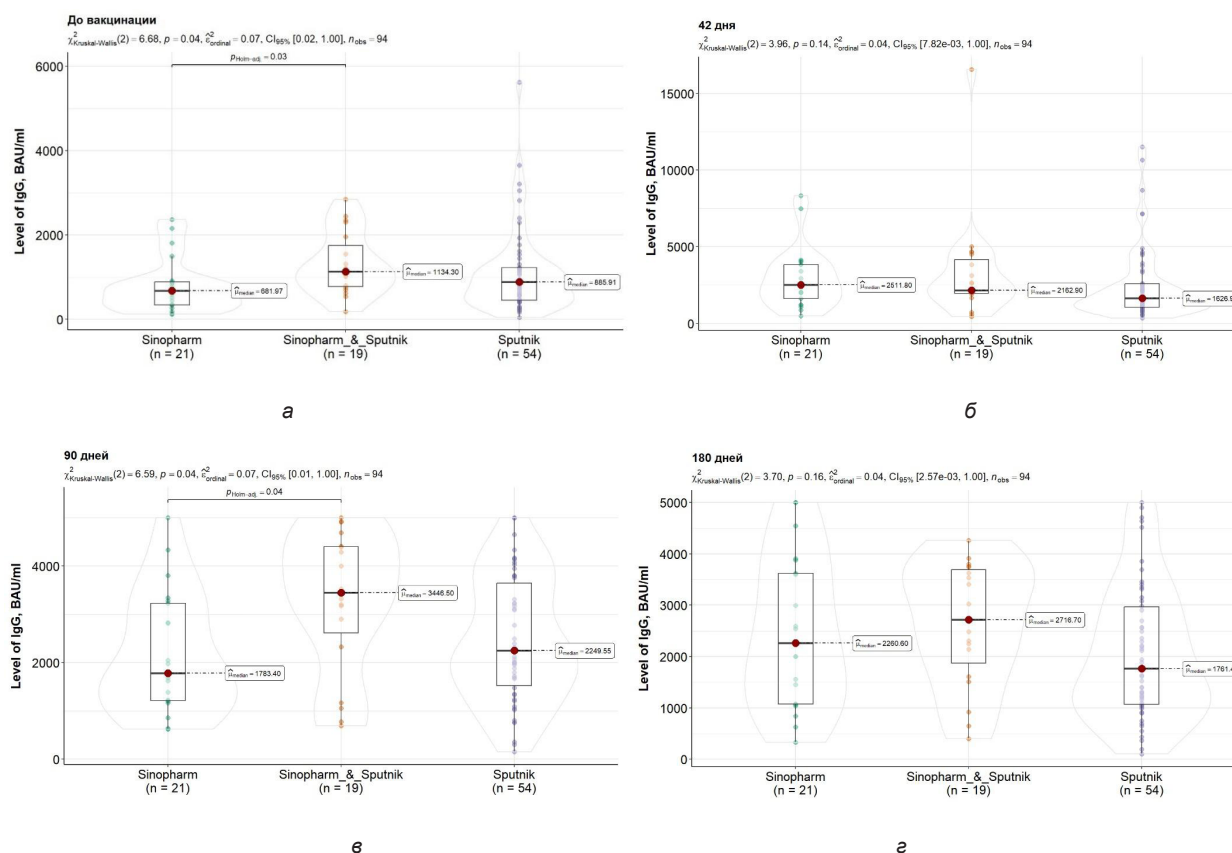 До вакцинации
χ²Kruskal-Wallis(2) = 6.68, p = 0.04, ε̂²ordinal = 0.07, CI95% [0.02, 1.00], nobs = 94
pHolm-adj. = 0.03
6000
4000
2000
0
Level of IgG, BAU/ml
μ̂median = 681.97
μ̂median = 1134.30
μ̂median = 885.91
Sinopharm
(n = 21)
Sinopharm_&_Sputnik
(n = 19)
Sputnik
(n = 54)
а
42 дня
χ²Kruskal-Wallis(2) = 3.96, p = 0.14, ε̂²ordinal = 0.04, CI95% [7.82e-03, 1.00], nobs = 94
15000
10000
5000
0
Level of IgG, BAU/ml
μ̂median = 2511.80
μ̂median = 2162.90
μ̂median = 1626.9
Sinopharm
(n = 21)
Sinopharm_&_Sputnik
(n = 19)
Sputnik
(n = 54)
б
90 дней
χ²Kruskal-Wallis(2) = 6.59, p = 0.04, ε̂²ordinal = 0.07, CI95% [0.01, 1.00], nobs = 94
pHolm-adj. = 0.04
4000
2000
0
Level of IgG, BAU/ml
μ̂median = 1783.40
μ̂median = 3446.50
μ̂median = 2249.55
Sinopharm
(n = 21)
Sinopharm_&_Sputnik
(n = 19)
Sputnik
(n = 54)
в
180 дней
χ²Kruskal-Wallis(2) = 3.70, p = 0.16, ε̂²ordinal = 0.04, CI95% [2.57e-03, 1.00], nobs = 94
5000
4000
3000
2000
1000
0
Level of IgG, BAU/ml
μ̂median = 2260.60
μ̂median = 2716.70
μ̂median = 1761.4
Sinopharm
(n = 21)
Sinopharm_&_Sputnik
(n = 19)
Sputnik
(n = 54)
г